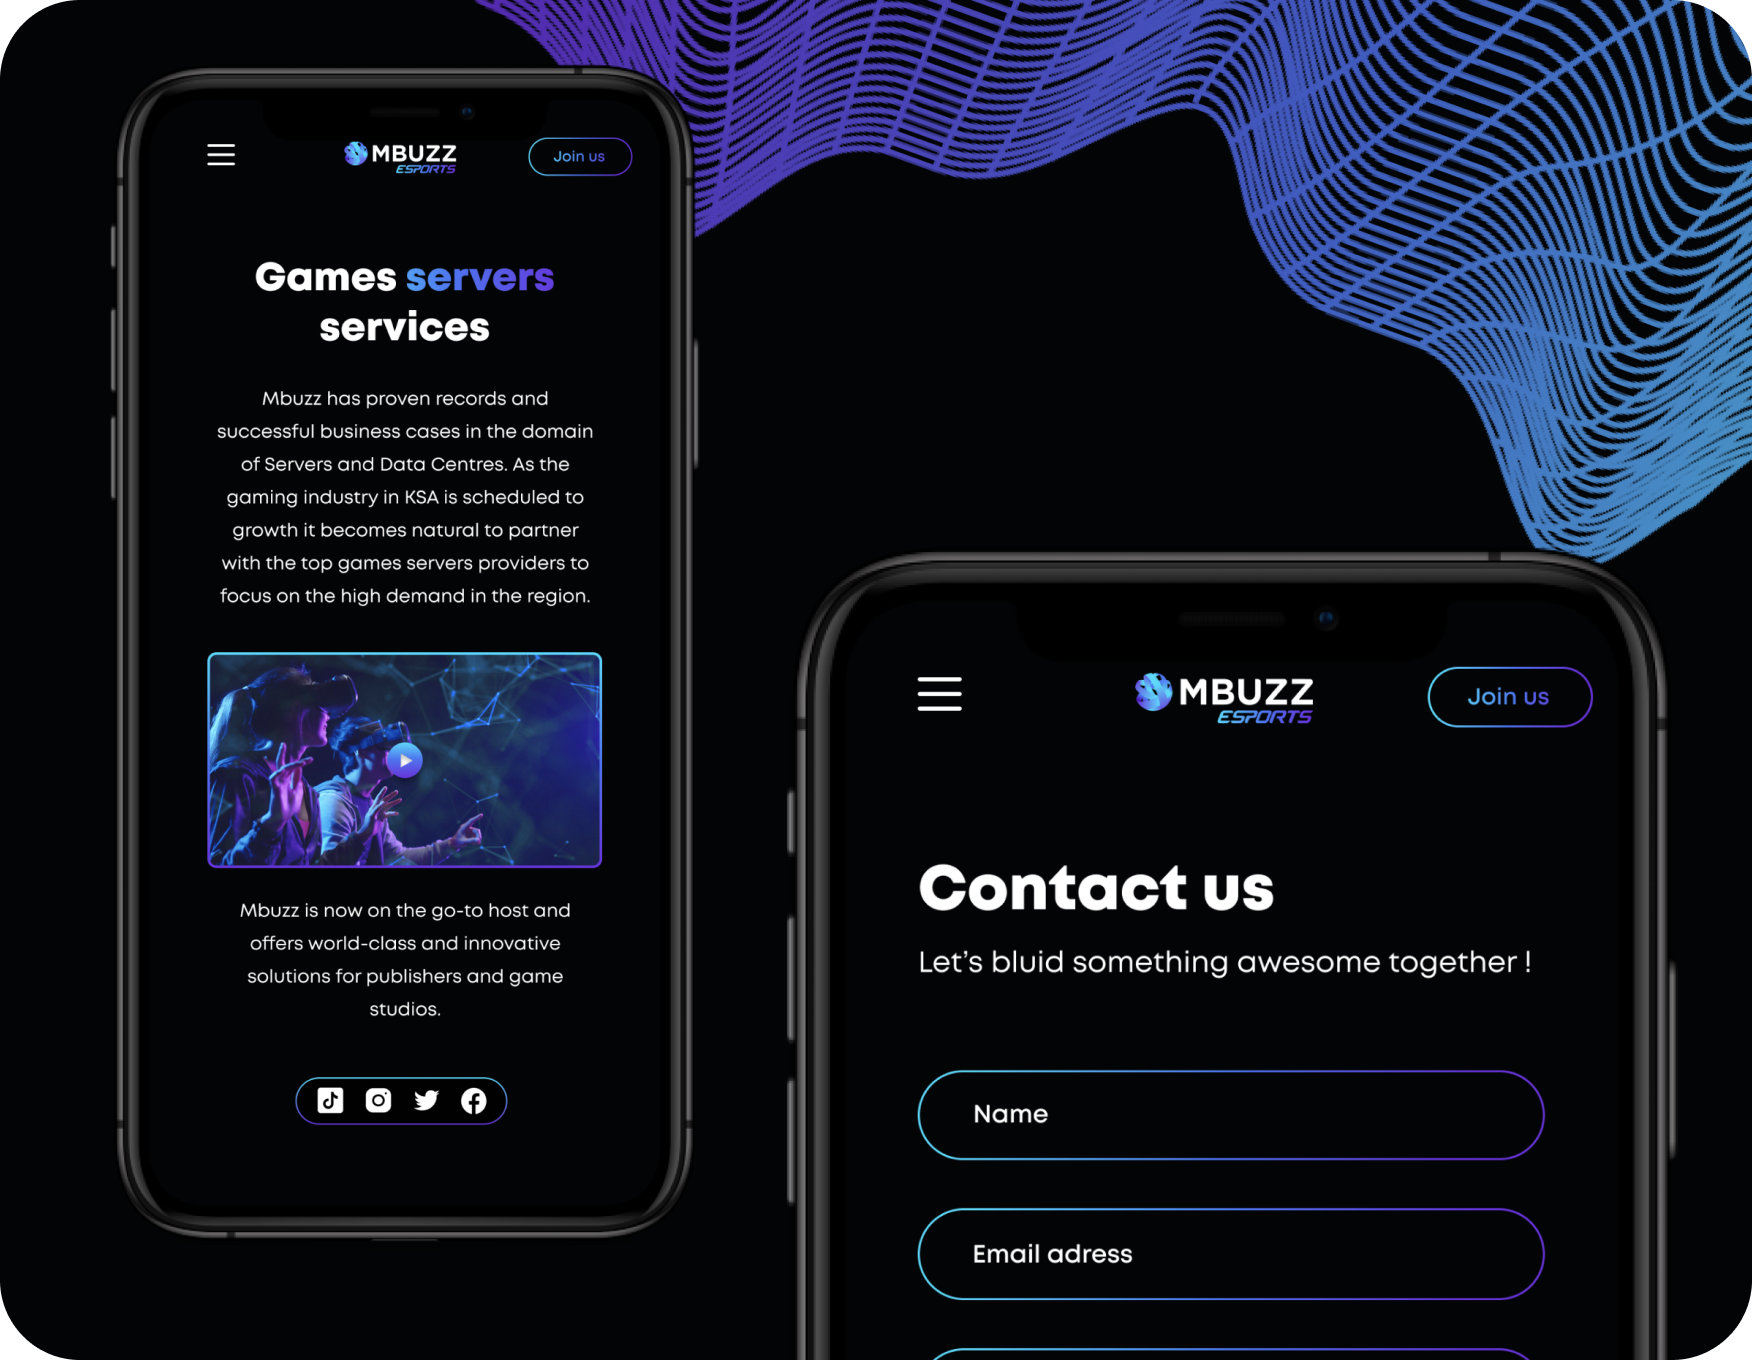 MBUZZ
ESPORTS
Join us
Games servers
services
Mbuzz has proven records and
successful business cases in the domain
of Servers and Data Centres. As the
gaming industry in KSA is scheduled to
growth it becomes natural to partner
with the top games servers providers to
focus on the high demand in the region.
Mbuzz is now on the go-to host and
offers world-class and innovative
solutions for publishers and game
studios.
MBUZZ
ESPORTS
Join us
Contact us
Let’s bluid something awesome together !
Name
Email adress